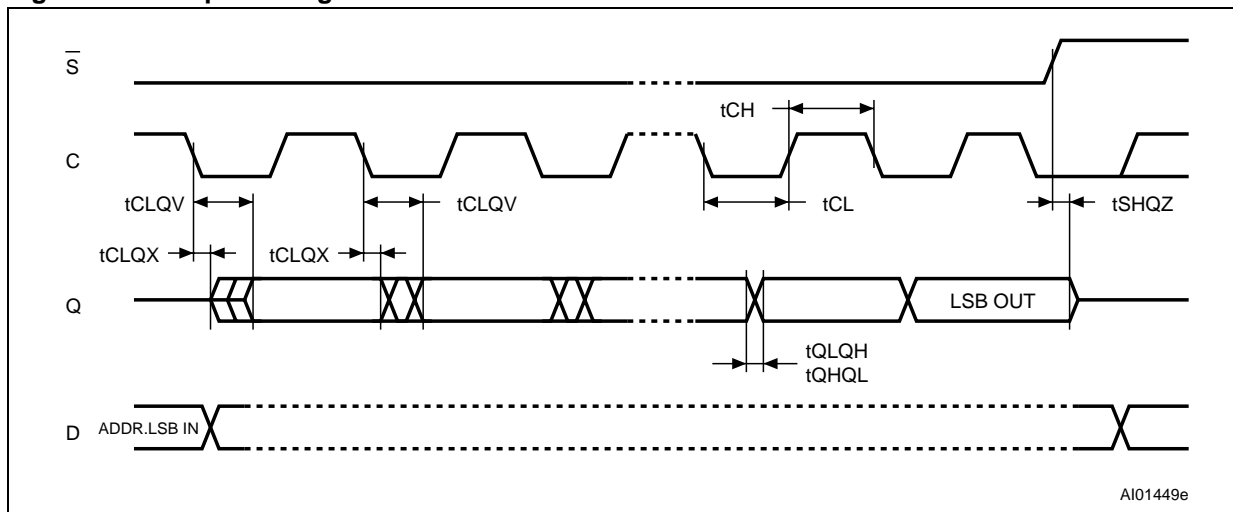 S
tCH
C
tCLQV
tCLQV
tCL
tSHQZ
tCLQX
tCLQX
Q
LSB OUT
tQLQH
tQHQL
D
ADDR.LSB IN
AI01449e